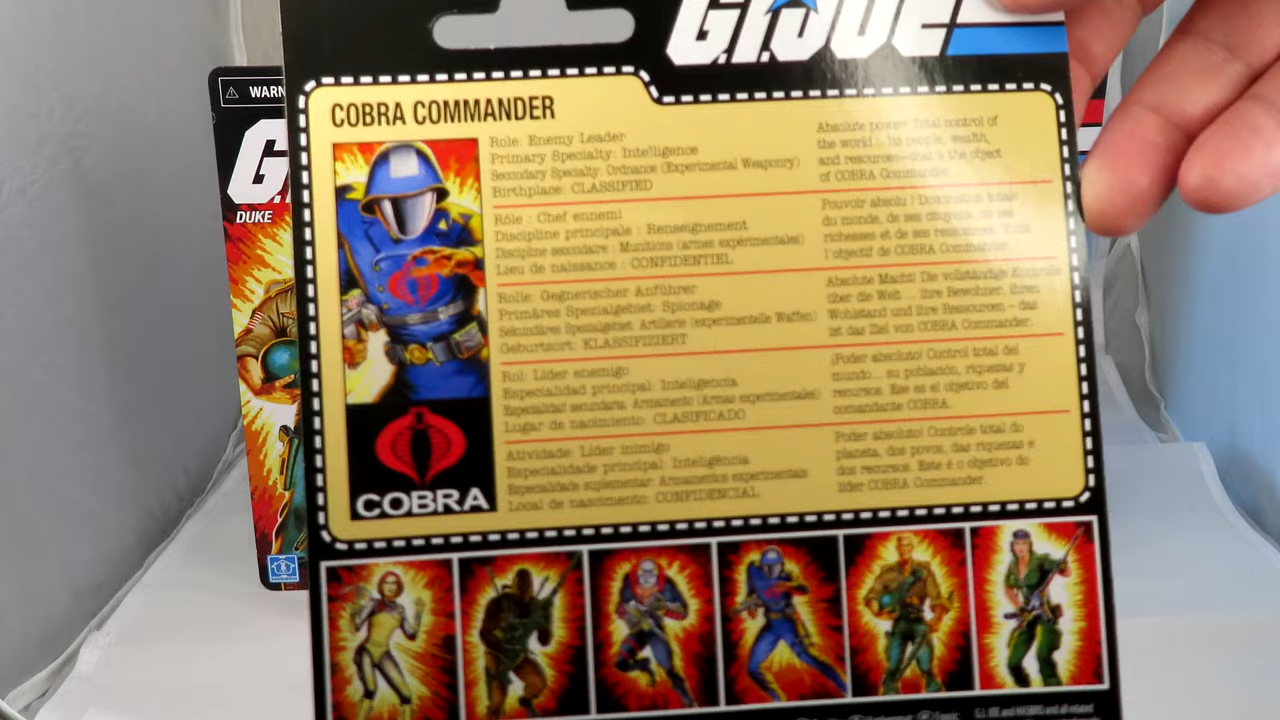 G.I.JOE
WARN
G.
DUKE
COBRA COMMANDER
Role: Enemy Leader
Primary Specialty: Intelligence
Secondary Specialty: Ordnance (Experimental Weaponry)
Birthplace: CLASSIFIED
Absolute power. Total control of
the world... its people, wealth,
and resources—that's the object
of COBRA Commander.
Rôle : Chef ennemi
Discipline principale : Renseignement
Discipline secondaire : Munitions (armes expérimentales)
Lieu de naissance : CONFIDENTIEL
Pouvoir absolu ! Domination totale
du monde, de ses citoyens, de ses
richesses et de ses ressources. Voilà
l'objectif de COBRA Commander.
Rolle: Gegnerischer Anführer
Primäres Spezialgebiet: Spionage
Sekundäres Spezialgebiet: Artillerie (experimentelle Waffen)
Geburtsort: KLASSIFIZIERT
Absolute Macht! Die vollständige Kontrolle
über die Welt... ihre Bewohner, ihren
Wohlstand und ihre Ressourcen – das
ist das Ziel von COBRA Commander.
Rol: Líder enemigo
Especialidad principal: Inteligencia
Especialidad secundaria: Armamento (Armas experimentales)
Lugar de nacimiento: CLASIFICADO
¡Poder absoluto! Control total del
mundo... su población, riquezas y
recursos. Ese es el objetivo del
comandante COBRA.
Atividade: Líder inimigo
Especialidade principal: Inteligência
Especialidade suplementar: Armamentos experimentais
Local de nascimento: CONFIDENCIAL
Poder absoluto! Controle total do
planeta, dos povos, das riquezas e
dos recursos. Este é o objetivo do
líder COBRA Commander.
COBRA
G.I. JOE and HASBRO and all related